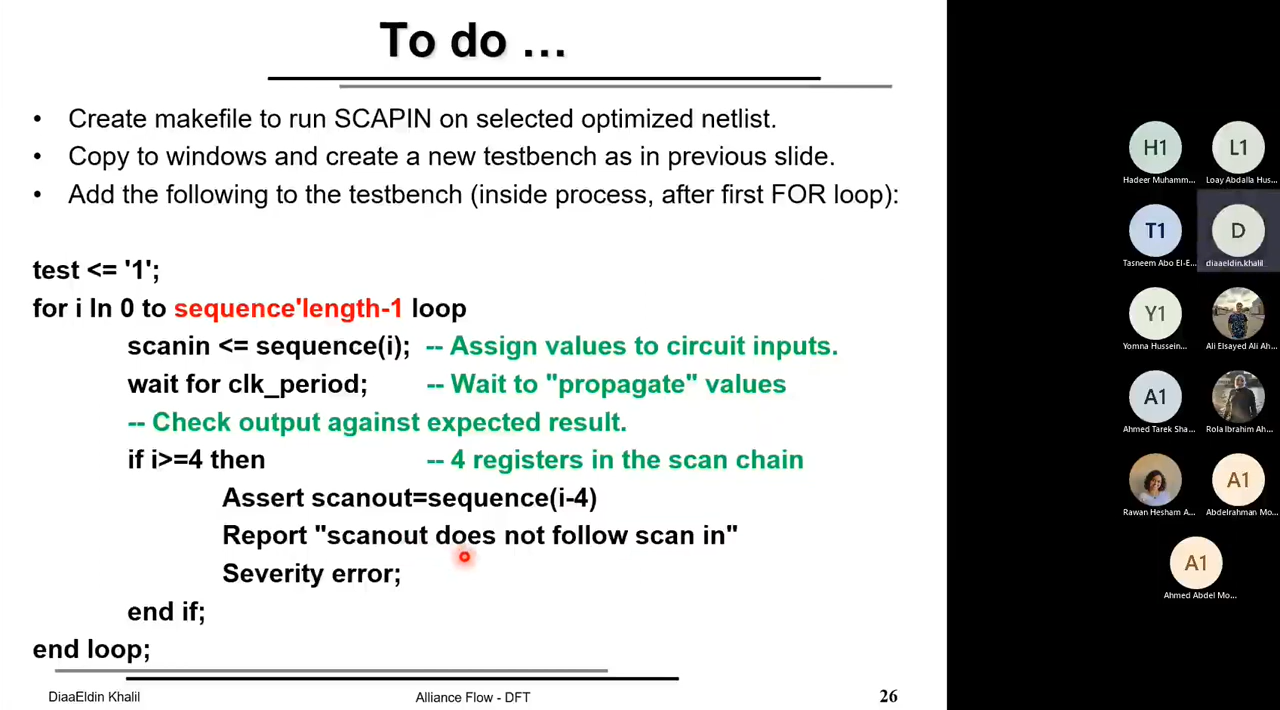 To do …
• Create makefile to run SCAPIN on selected optimized netlist.
• Copy to windows and create a new testbench as in previous slide.
• Add the following to the testbench (inside process, after first FOR loop):
test <= '1';
for i In 0 to sequence'length-1 loop
scanin <= sequence(i); -- Assign values to circuit inputs.
wait for clk_period; -- Wait to "propagate" values
-- Check output against expected result.
if i>=4 then -- 4 registers in the scan chain
Assert scanout=sequence(i-4)
Report "scanout does not follow scan in"
Severity error;
end if;
end loop;
DiaaEldin Khalil Alliance Flow - DFT 26
H1 L1
Hadeer Muhamm... Loay Abdalla Hus...
T1 D
Tasneem Abo El-E... diaaeldin.khalil
Y1
Yomna Hussein... Ali Elsayed Ali Ah...
A1
Ahmed Tarek Sha... Rola Ibrahim Ah...
A1
Rawan Hesham A... Abdelrahman Mo...
A1
Ahmed Abdel Mo...